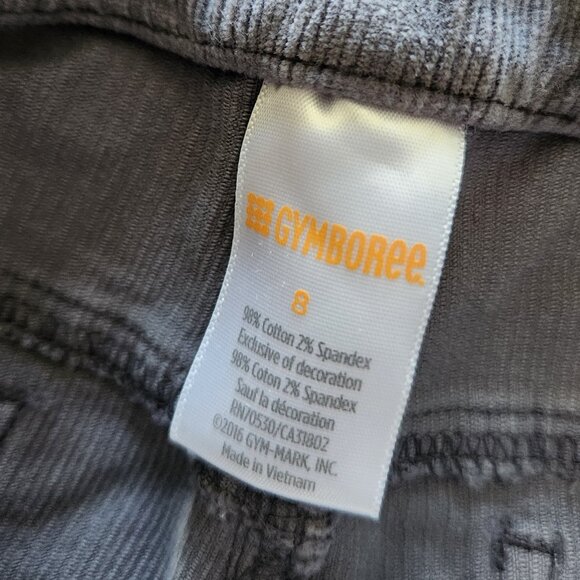 GYMBOREE
8
98% Cotton 2% Spandex
Exclusive of decoration
98% Coton 2% Spandex
Sauf la décoration
RN70530/CA31802
©2016 GYM-MARK, INC.
Made in Vietnam